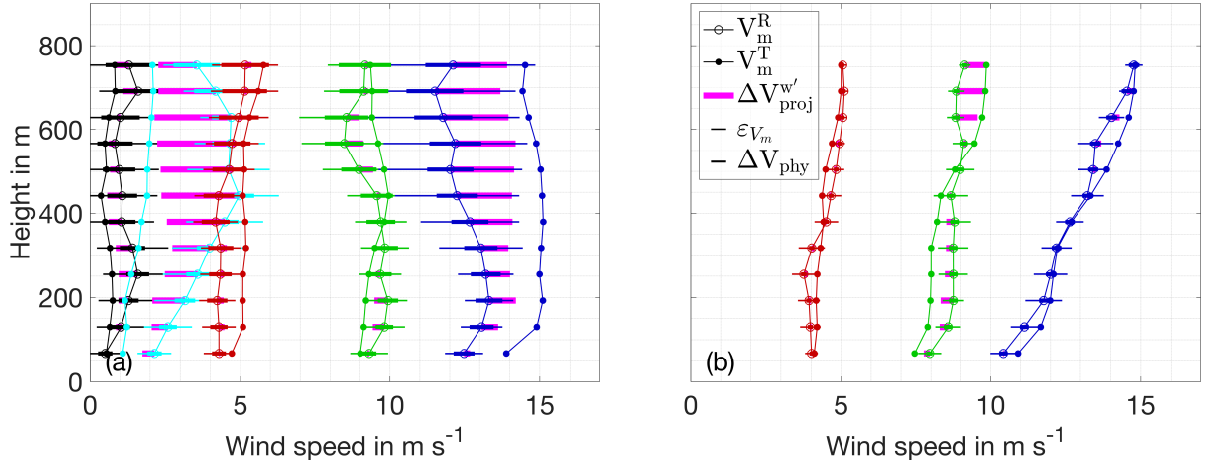 800
600
400
200
0
Height in m
(a)
0 5 10 15
Wind speed in m s⁻¹
V_m^R
V_m^T
ΔV_proj^w'
ε_V_m
ΔV_phy
(b)
0 5 10 15
Wind speed in m s⁻¹